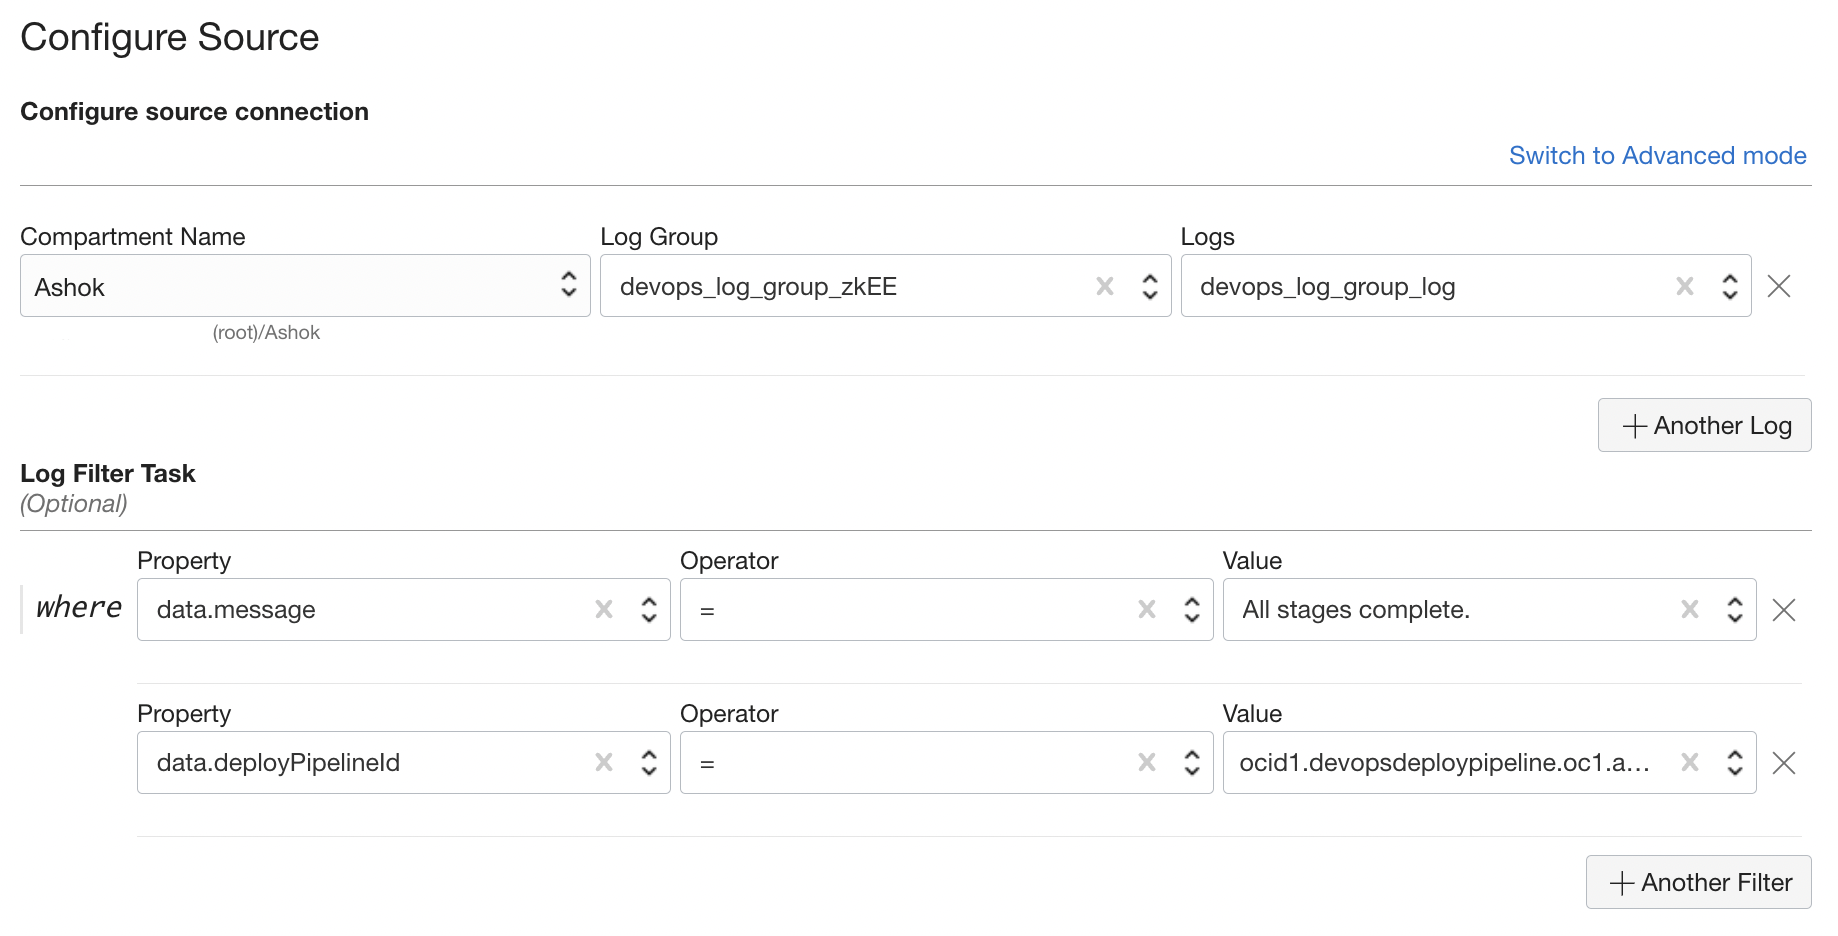 Configure Source
Configure source connection
Switch to Advanced mode
Compartment Name Log Group Logs
Ashok devops_log_group_zkEE devops_log_group_log
(root)/Ashok
Another Log
Log Filter Task
(Optional)
Property Operator Value
where data.message = All stages complete.
Property Operator Value
data.deployPipelineId = ocid1.devopsdeploypipeline.oc1.a...
Another Filter